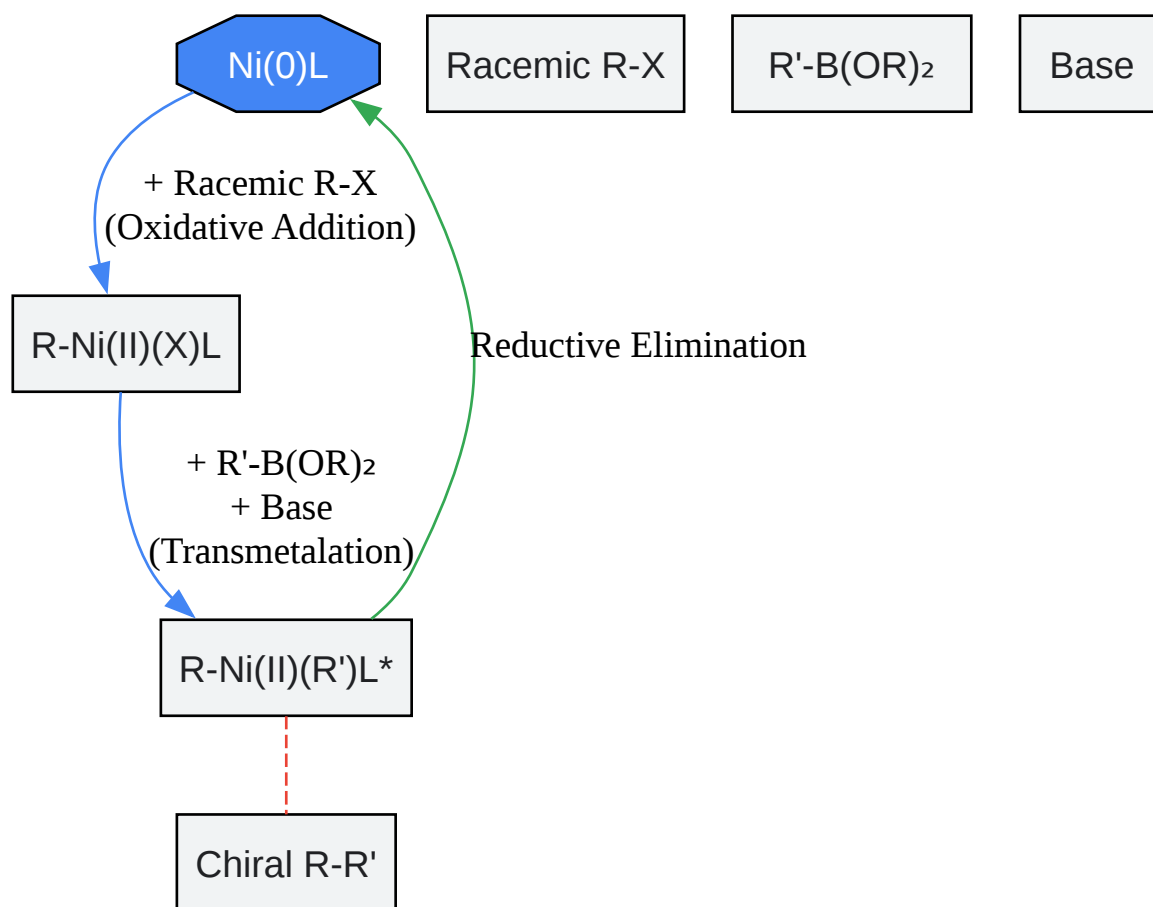 Ni(0)L
Racemic R-X
R'-B(OR)₂
Base
+ Racemic R-X
(Oxidative Addition)
R-Ni(II)(X)L
Reductive Elimination
+ R'-B(OR)₂
+ Base
(Transmetalation)
R-Ni(II)(R')L*
Chiral R-R'